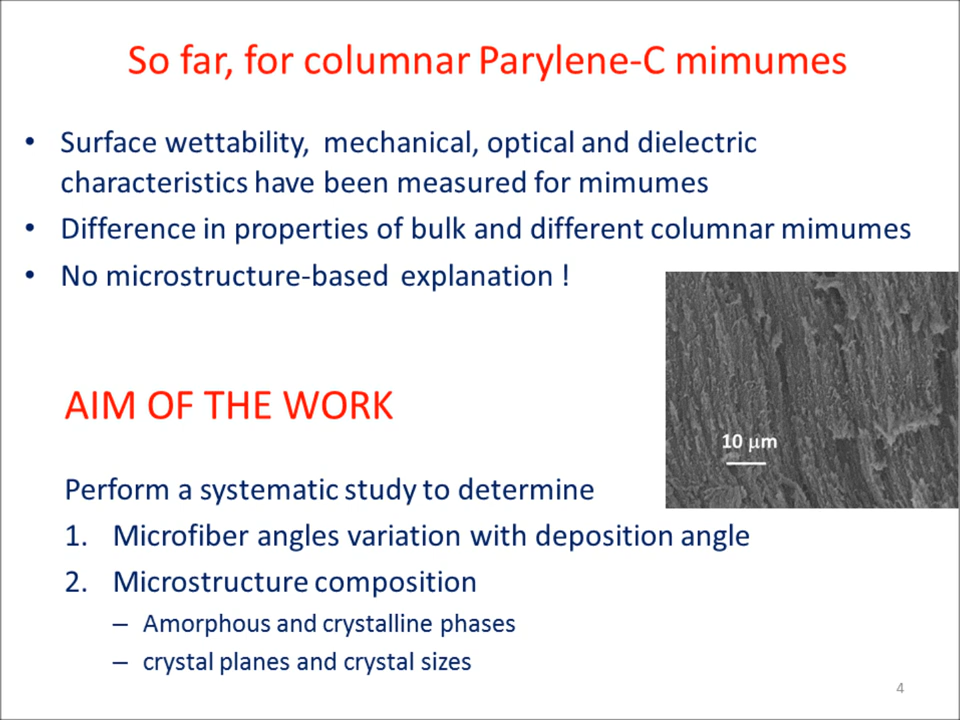 So far, for columnar Parylene-C mimumes
• Surface wettability, mechanical, optical and dielectric
characteristics have been measured for mimumes
• Difference in properties of bulk and different columnar mimumes
• No microstructure-based explanation !
10 µm
AIM OF THE WORK
Perform a systematic study to determine
1. Microfiber angles variation with deposition angle
2. Microstructure composition
– Amorphous and crystalline phases
– crystal planes and crystal sizes
4